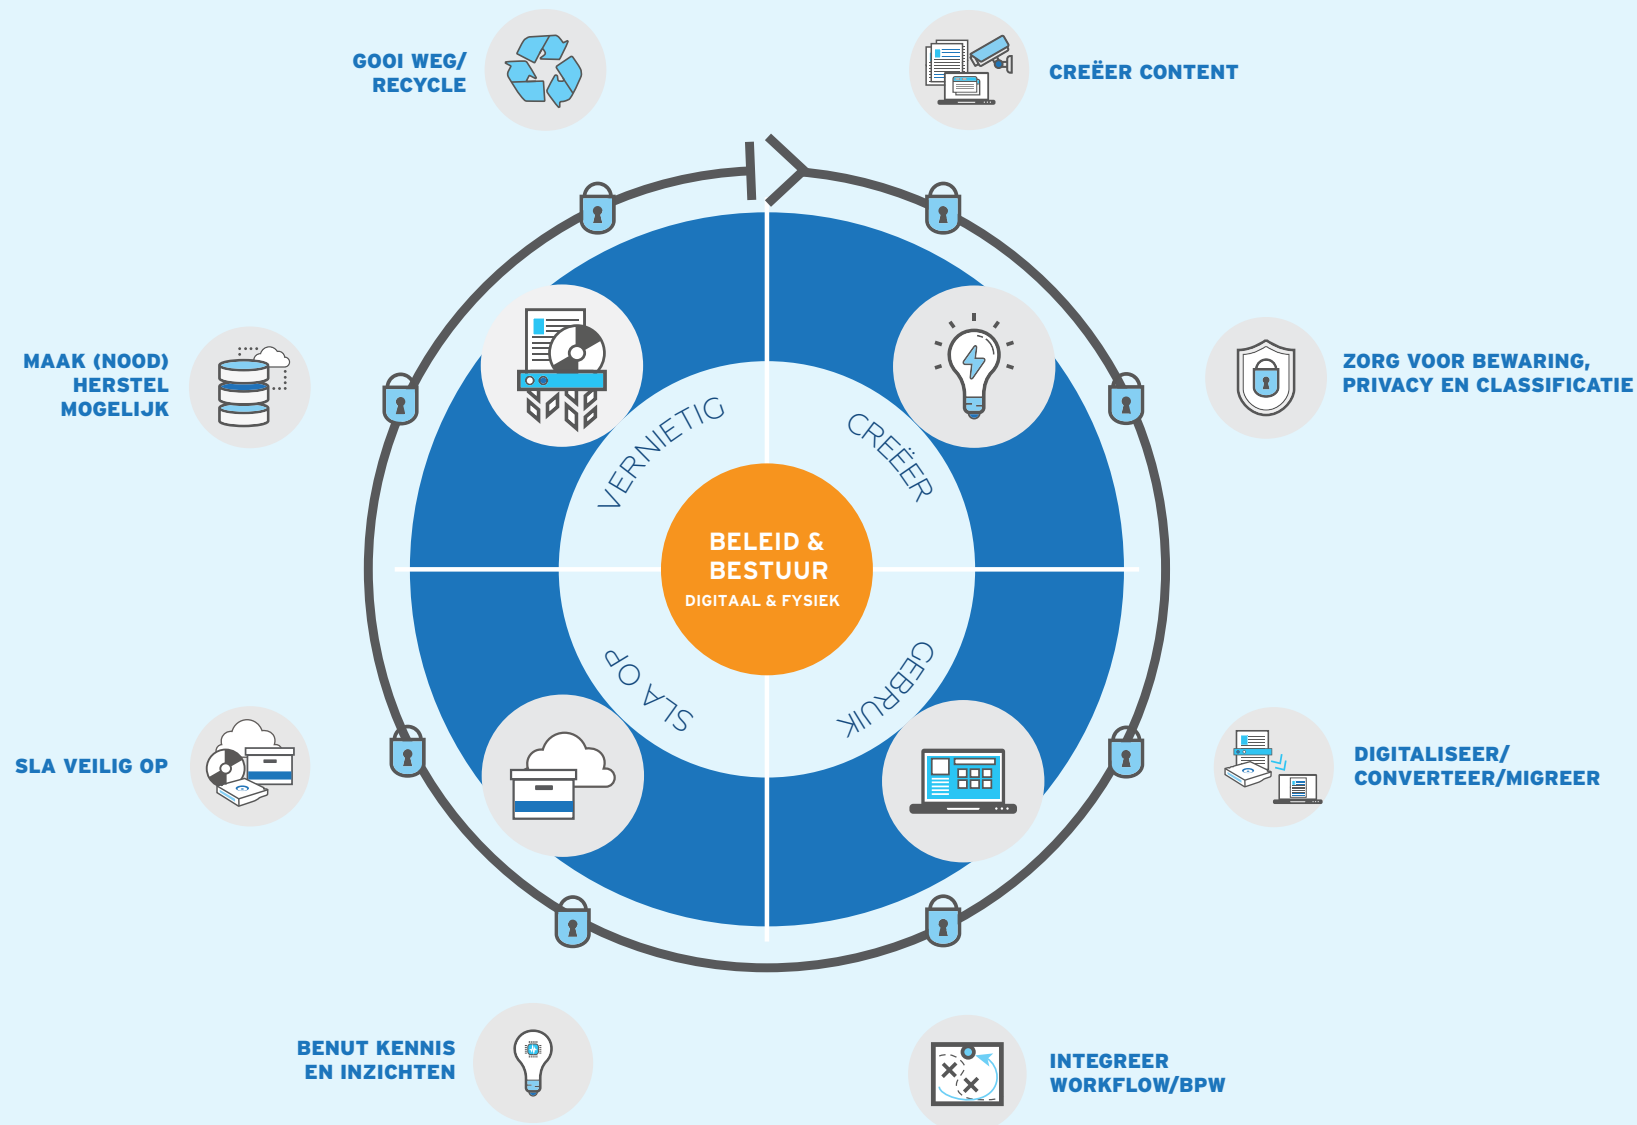 GOOI WEG/
RECYCLE
CREËER CONTENT
MAAK (NOOD)
HERSTEL
MOGELIJK
ZORG VOOR BEWARING,
PRIVACY EN CLASSIFICATIE
VERNIETIG
CREËER
BELEID &
BESTUUR
DIGITAAL & FYSIEK
SLA OP
GEBRUIK
SLA VEILIG OP
DIGITALISEER/
CONVERTEER/MIGREER
BENUT KENNIS
EN INZICHTEN
INTEGREER
WORKFLOW/BPW